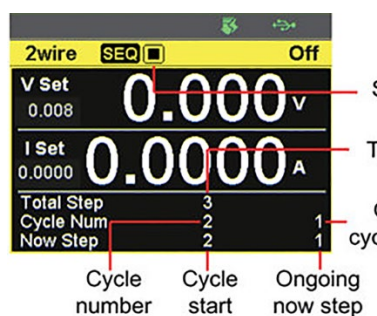 2wire SEQ Off
V Set
0.008 0.000 V
I Set
0.0000 0.0000 A
Total Step 3
Cycle Num 2 1
Now Step 2 1
Cycle number
Cycle start
Ongoing now step